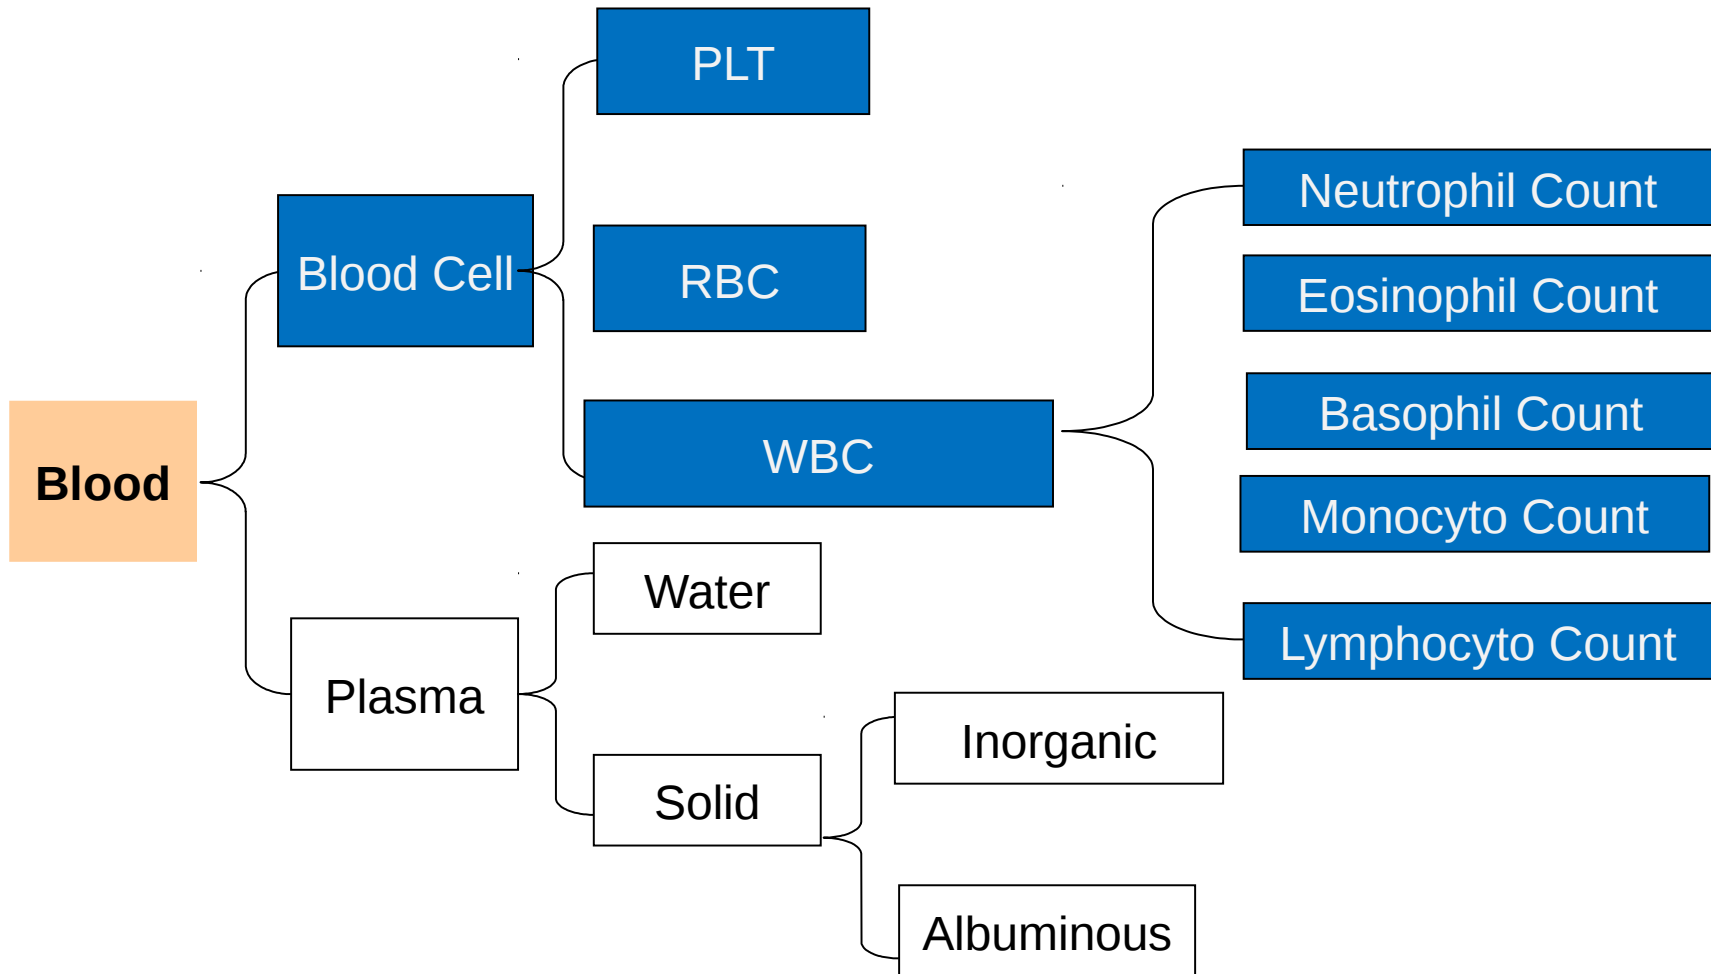 PLT
Neutrophil Count
Blood Cell
RBC
Eosinophil Count
Basophil Count
Blood
WBC
Monocyto Count
Water
Lymphocyto Count
Plasma
Inorganic
Solid
Albuminous